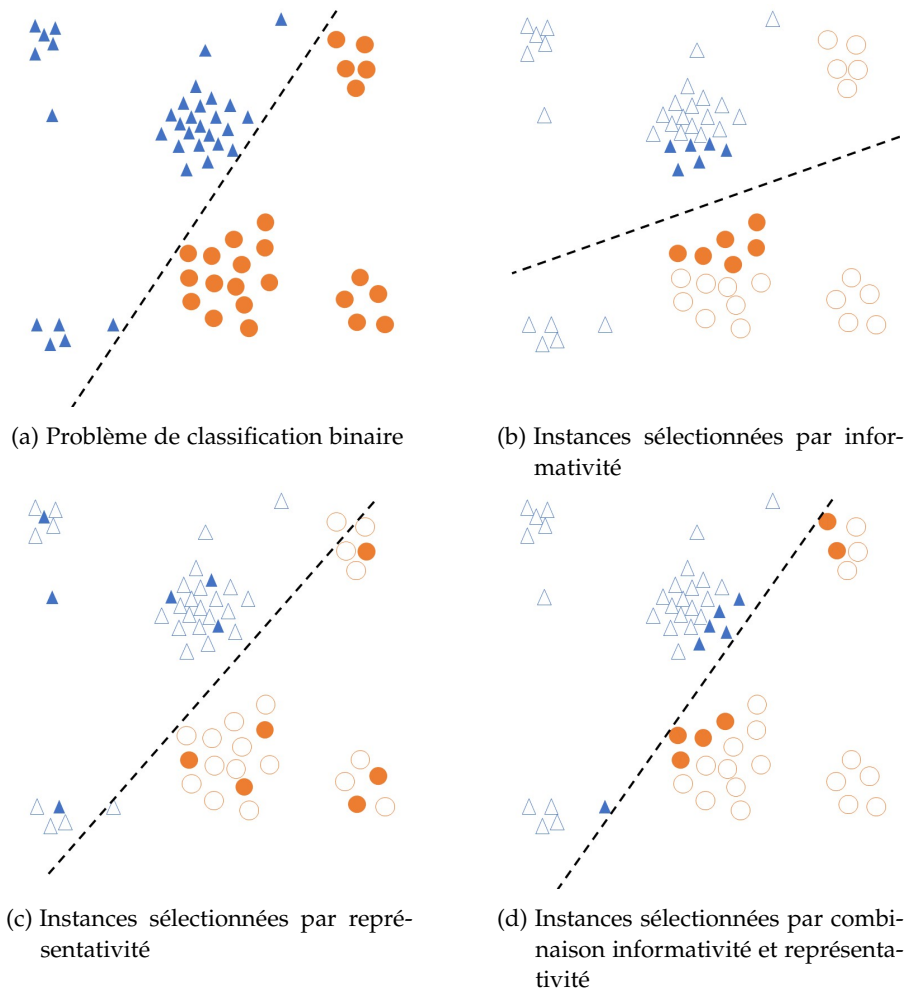 (a) Problème de classification binaire
(b) Instances sélectionnées par infor-
mativité
(c) Instances sélectionnées par repré-
sentativité
(d) Instances sélectionnées par combi-
naison informativité et représenta-
tivité